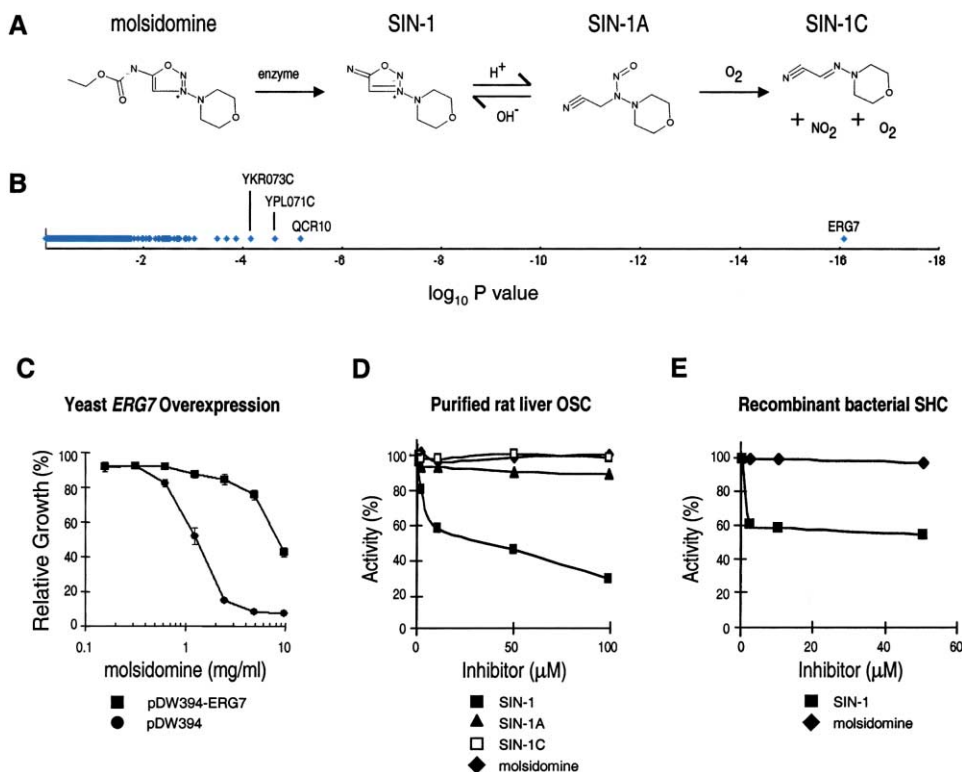 A
molsidomine
SIN-1
SIN-1A
SIN-1C
enzyme
H+
OH-
O2
+ NO2 + O2
B
YKR073C
YPL071C
QCR10
ERG7
-2 -4 -6 -8 -10 -12 -14 -16 -18
log10 P value
C
Yeast ERG7 Overexpression
Relative Growth (%)
100
80
60
40
20
0
0.1 1 10
molsidomine (mg/ml)
pDW394-ERG7
pDW394
D
Purified rat liver OSC
Activity (%)
100
80
60
40
20
0
0 50 100
Inhibitor (μM)
SIN-1
SIN-1A
SIN-1C
molsidomine
E
Recombinant bacterial SHC
Activity (%)
100
80
60
40
20
0
0 20 40 60
Inhibitor (μM)
SIN-1
molsidomine